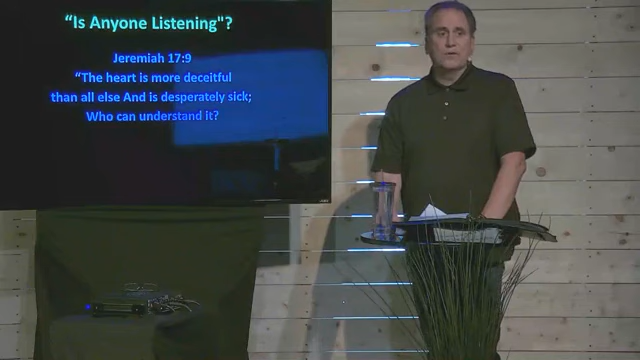 “Is Anyone Listening"?
Jeremiah 17:9
“The heart is more deceitful
than all else And is desperately sick;
Who can understand it?